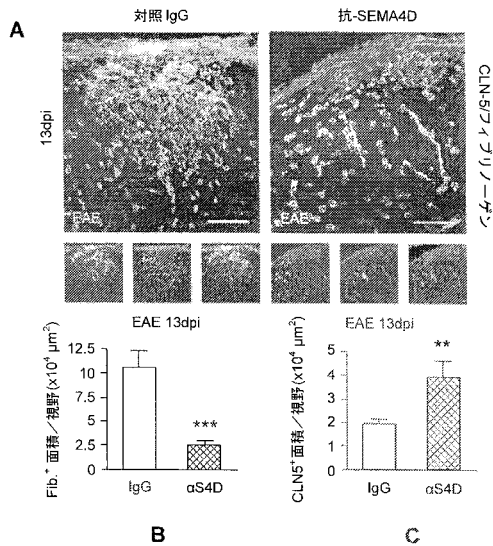 対照 IgG
抗-SEMA4D
A
13dpi
EAE
EAE
CLN-5/フィブリノーゲン
EAE 13dpi
Fib.⁺ 面積／視野 (x10⁴ μm²)
12.5
10
7.5
5
2.5
0
***
IgG
αS4D
B
EAE 13dpi
CLN5⁺ 面積／視野 (x10⁴ μm²)
5
4
3
2
1
0
**
IgG
αS4D
C